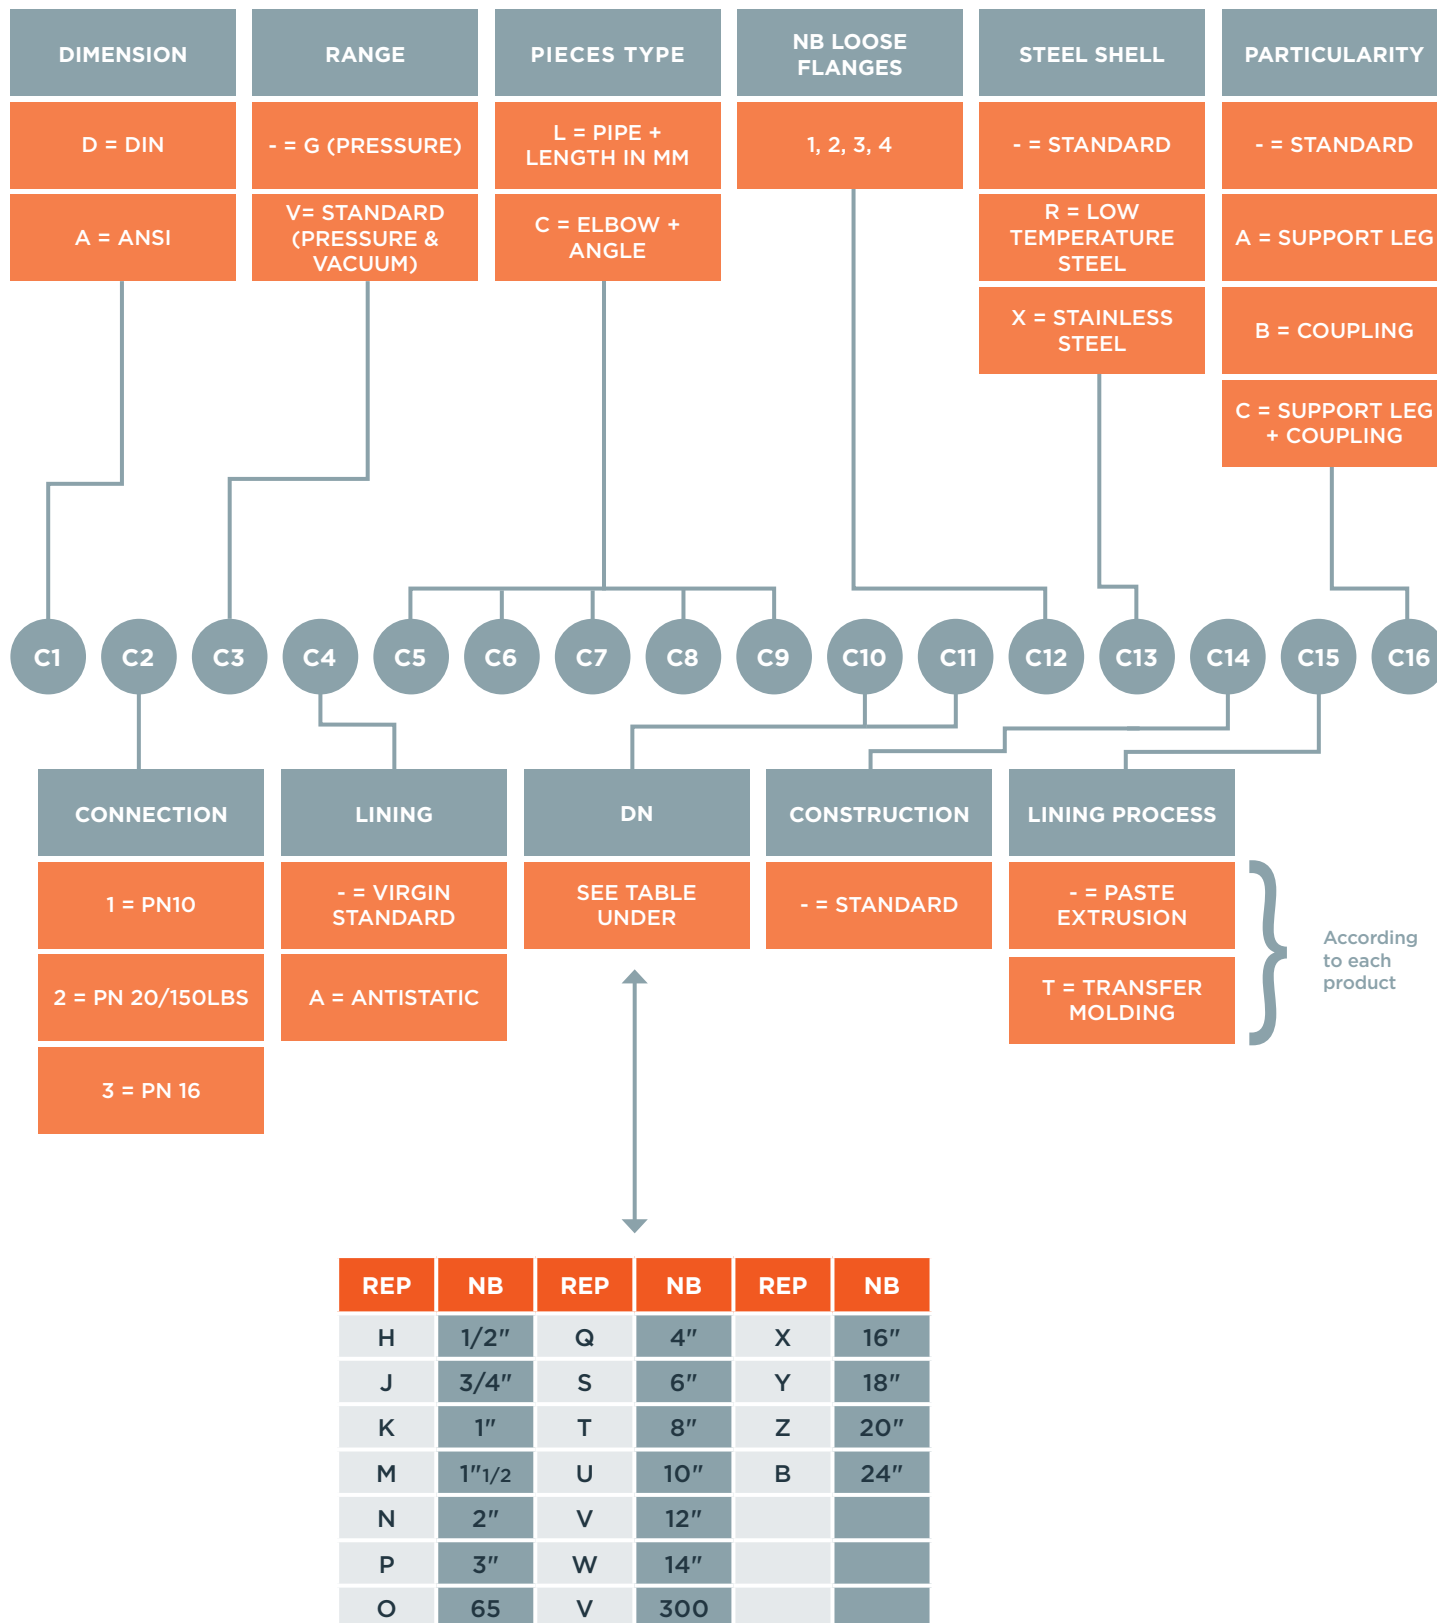 DIMENSION
RANGE
PIECES TYPE
NB LOOSE
FLANGES
STEEL SHELL
PARTICULARITY
D = DIN
- = G (PRESSURE)
L = PIPE +
LENGTH IN MM
1, 2, 3, 4
- = STANDARD
- = STANDARD
A = ANSI
V= STANDARD
(PRESSURE &
VACUUM)
C = ELBOW +
ANGLE
R = LOW
TEMPERATURE
STEEL
A = SUPPORT LEG
X = STAINLESS
STEEL
B = COUPLING
C = SUPPORT LEG
+ COUPLING
C1 C2 C3 C4 C5 C6 C7 C8 C9 C10 C11 C12 C13 C14 C15 C16
CONNECTION
LINING
DN
CONSTRUCTION
LINING PROCESS
1 = PN10
- = VIRGIN
STANDARD
SEE TABLE
UNDER
- = STANDARD
- = PASTE
EXTRUSION
2 = PN 20/150LBS
A = ANTISTATIC
T = TRANSFER
MOLDING
According
to each
product
3 = PN 16
REP NB REP NB REP NB
H 1/2" Q 4" X 16"
J 3/4" S 6" Y 18"
K 1" T 8" Z 20"
M 1"1/2 U 10" B 24"
N 2" V 12"
P 3" W 14"
O 65 V 300